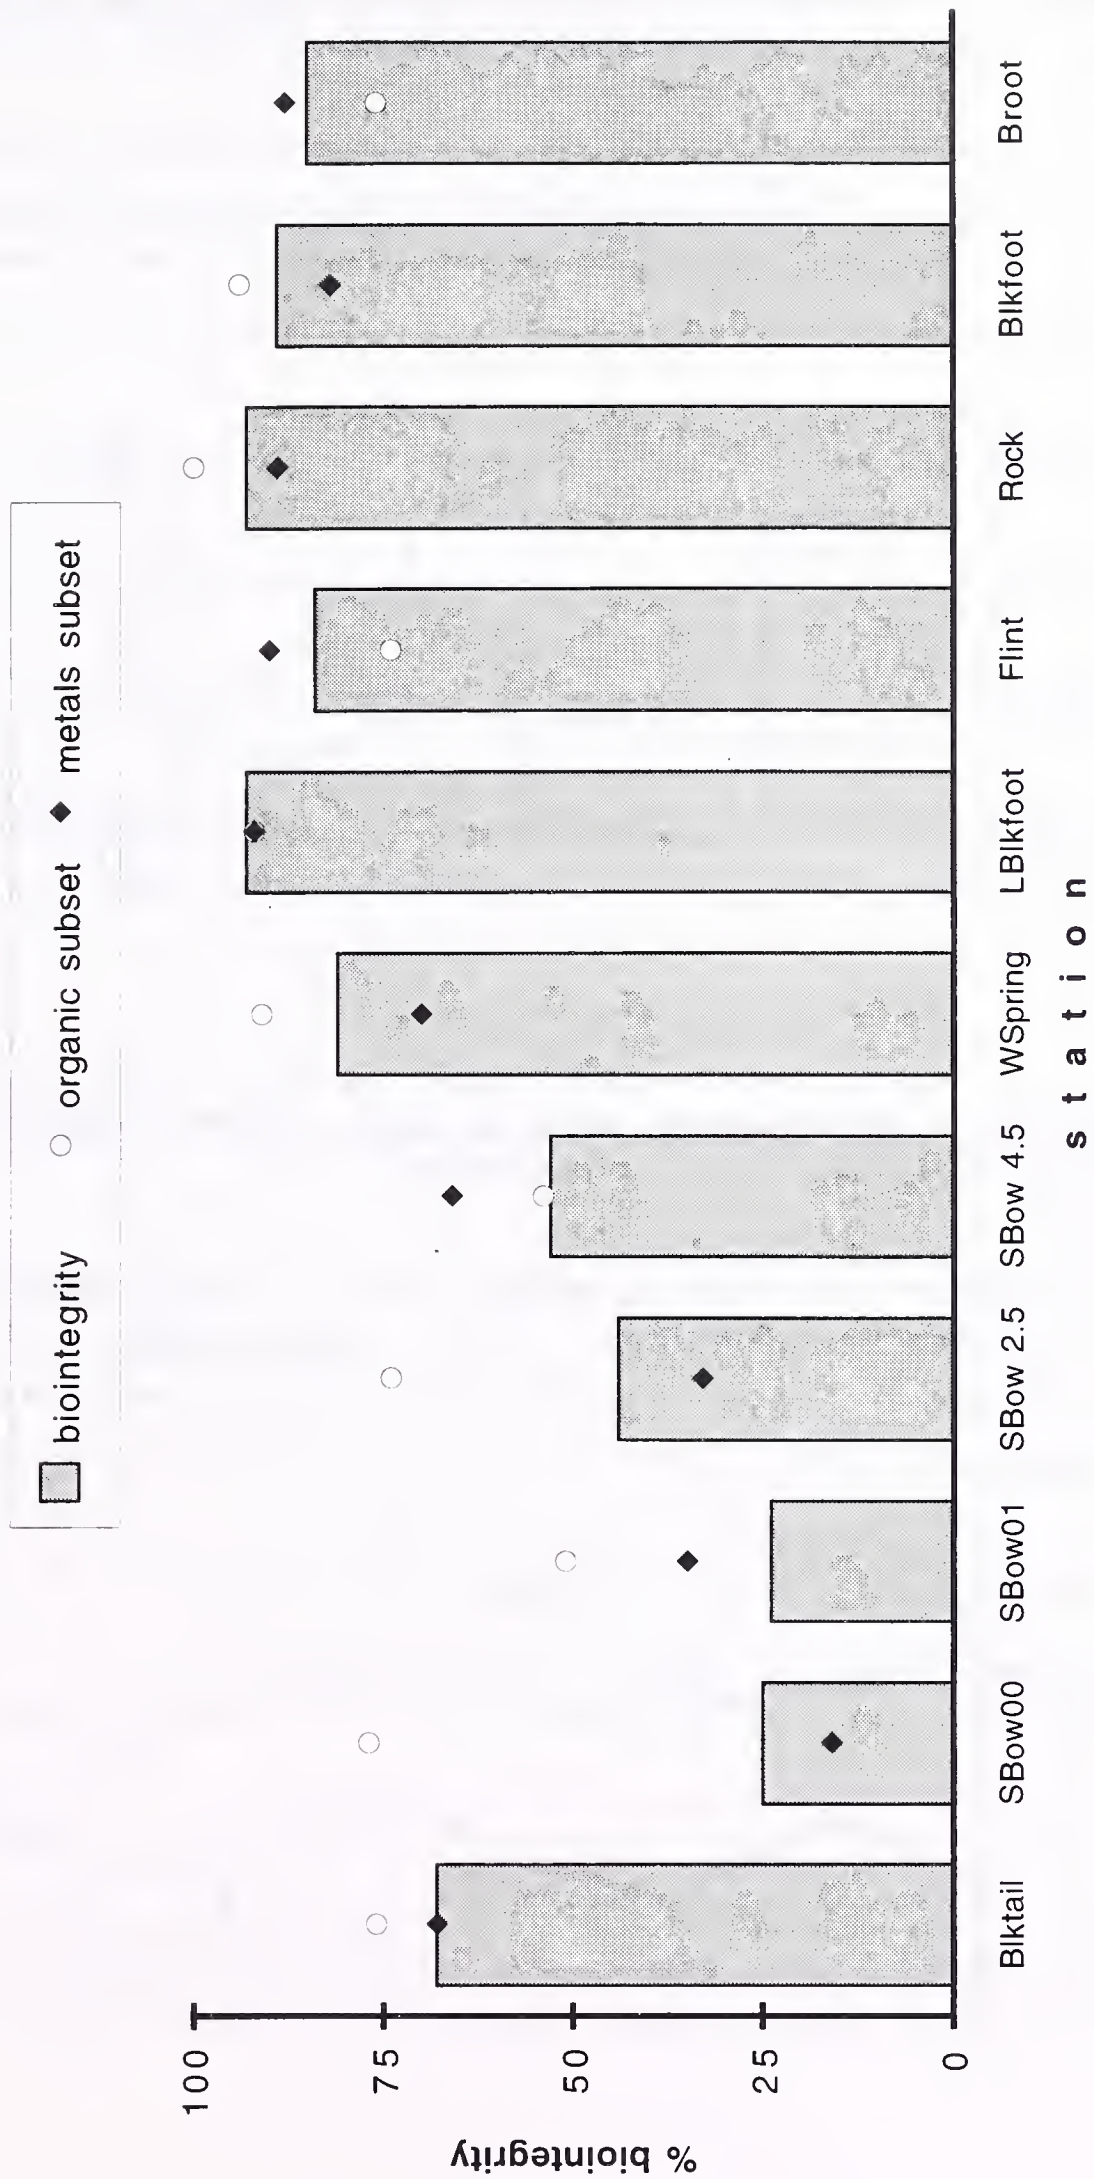 biointegrity organic subset metals subset
% biointegrity
100
75
50
25
0
Blktail SBow00 SBow01 SBow 2.5 SBow 4.5 WSpring LBlkfoot Flint Rock Blkfoot Broot
station